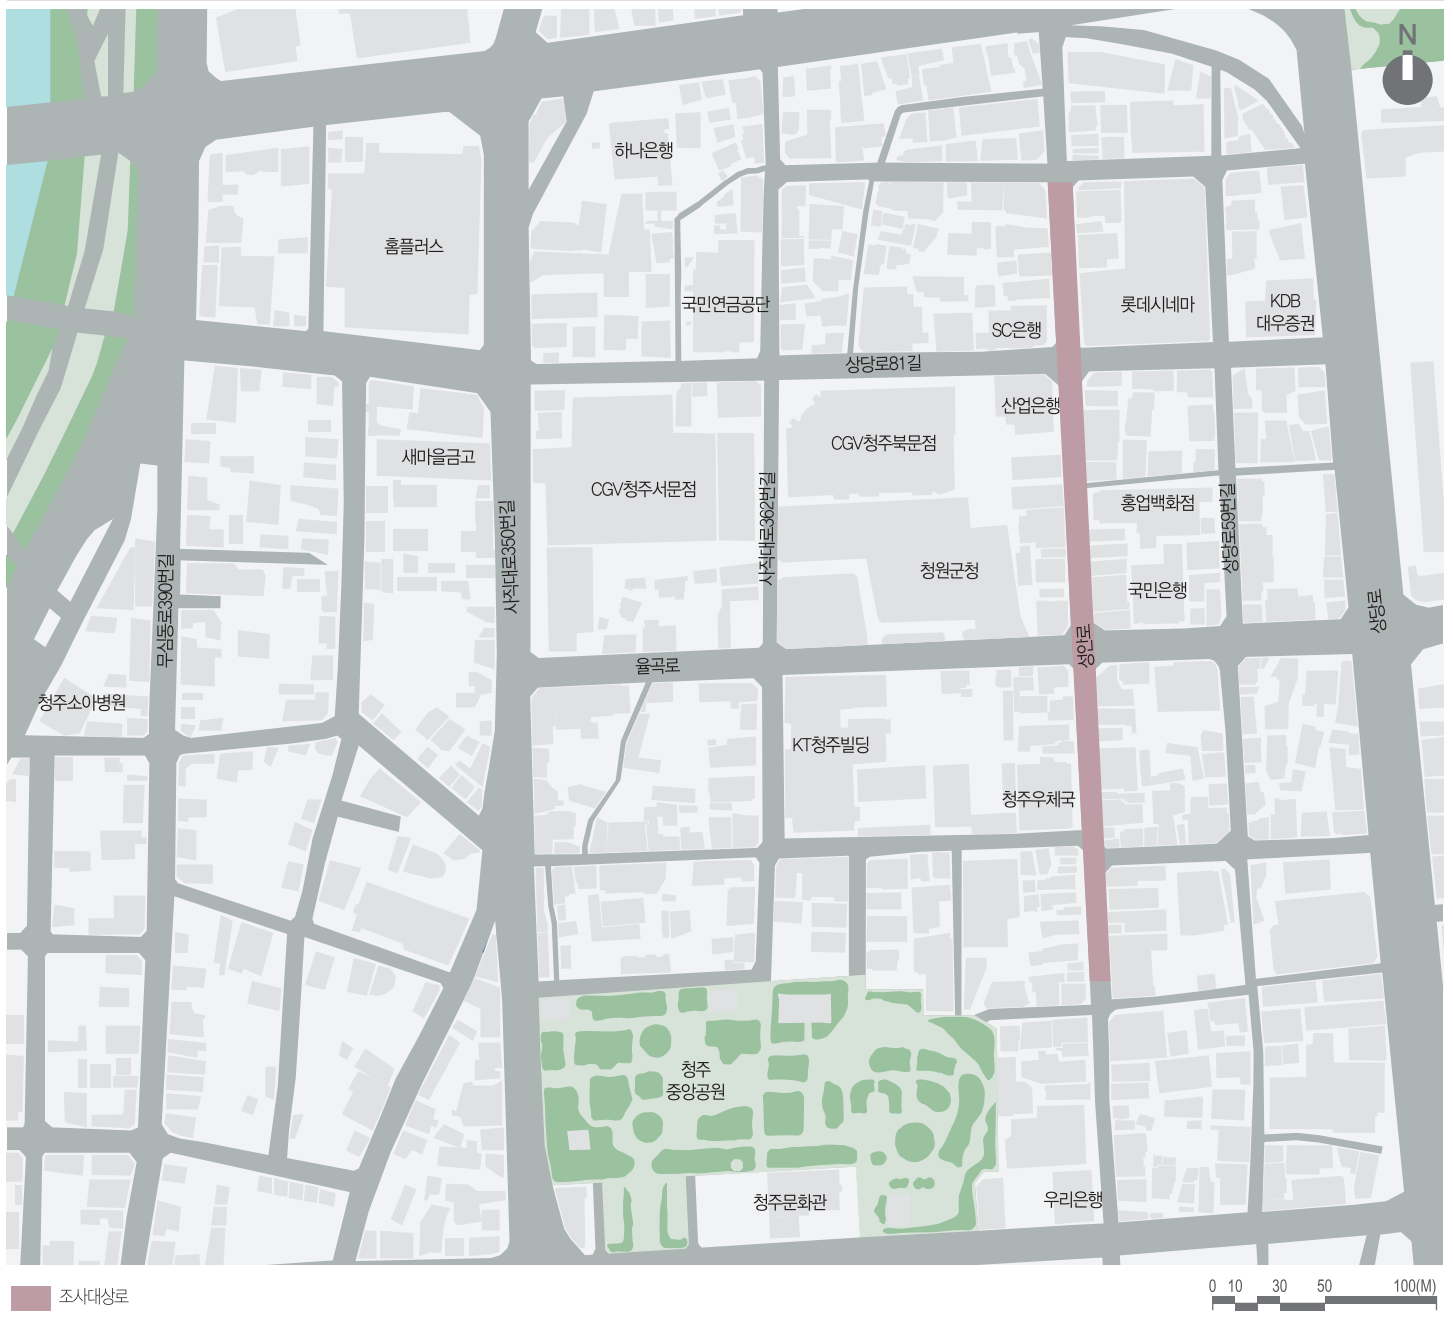 N
하나은행
홈플러스
국민연금공단
롯데시네마
KDB
대우증권
SC은행
상당로81길
산업은행
CGV청주북문점
새마을금고
CGV청주서문점
홍업백화점
사직대로350번길
사직대로362번길
상당로59번길
무심동로390번길
청원군청
국민은행
상당로
성안로
율곡로
청주소아병원
KT청주빌딩
청주우체국
청주
중앙공원
청주문화관
우리은행
조사대상로
0 10 30 50 100(M)